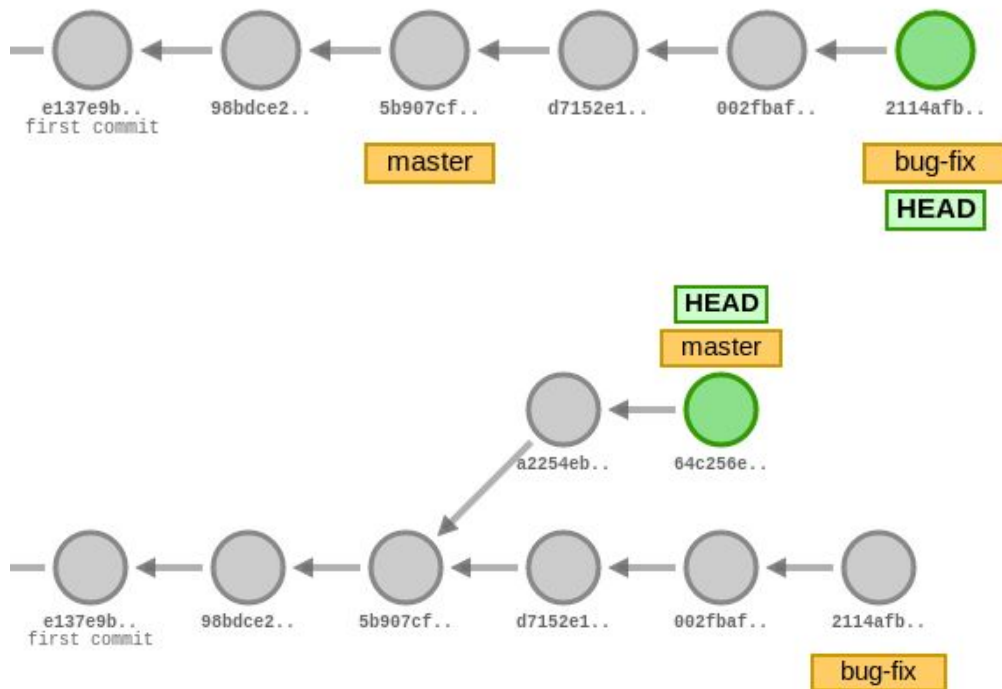 e137e9b.. 98bdce2.. 5b907cf.. d7152e1.. 002fbaf.. 2114afb..
first commit
master bug-fix
HEAD
HEAD
master
a2254eb.. 64c256e..
e137e9b.. 98bdce2.. 5b907cf.. d7152e1.. 002fbaf.. 2114afb..
first commit
bug-fix